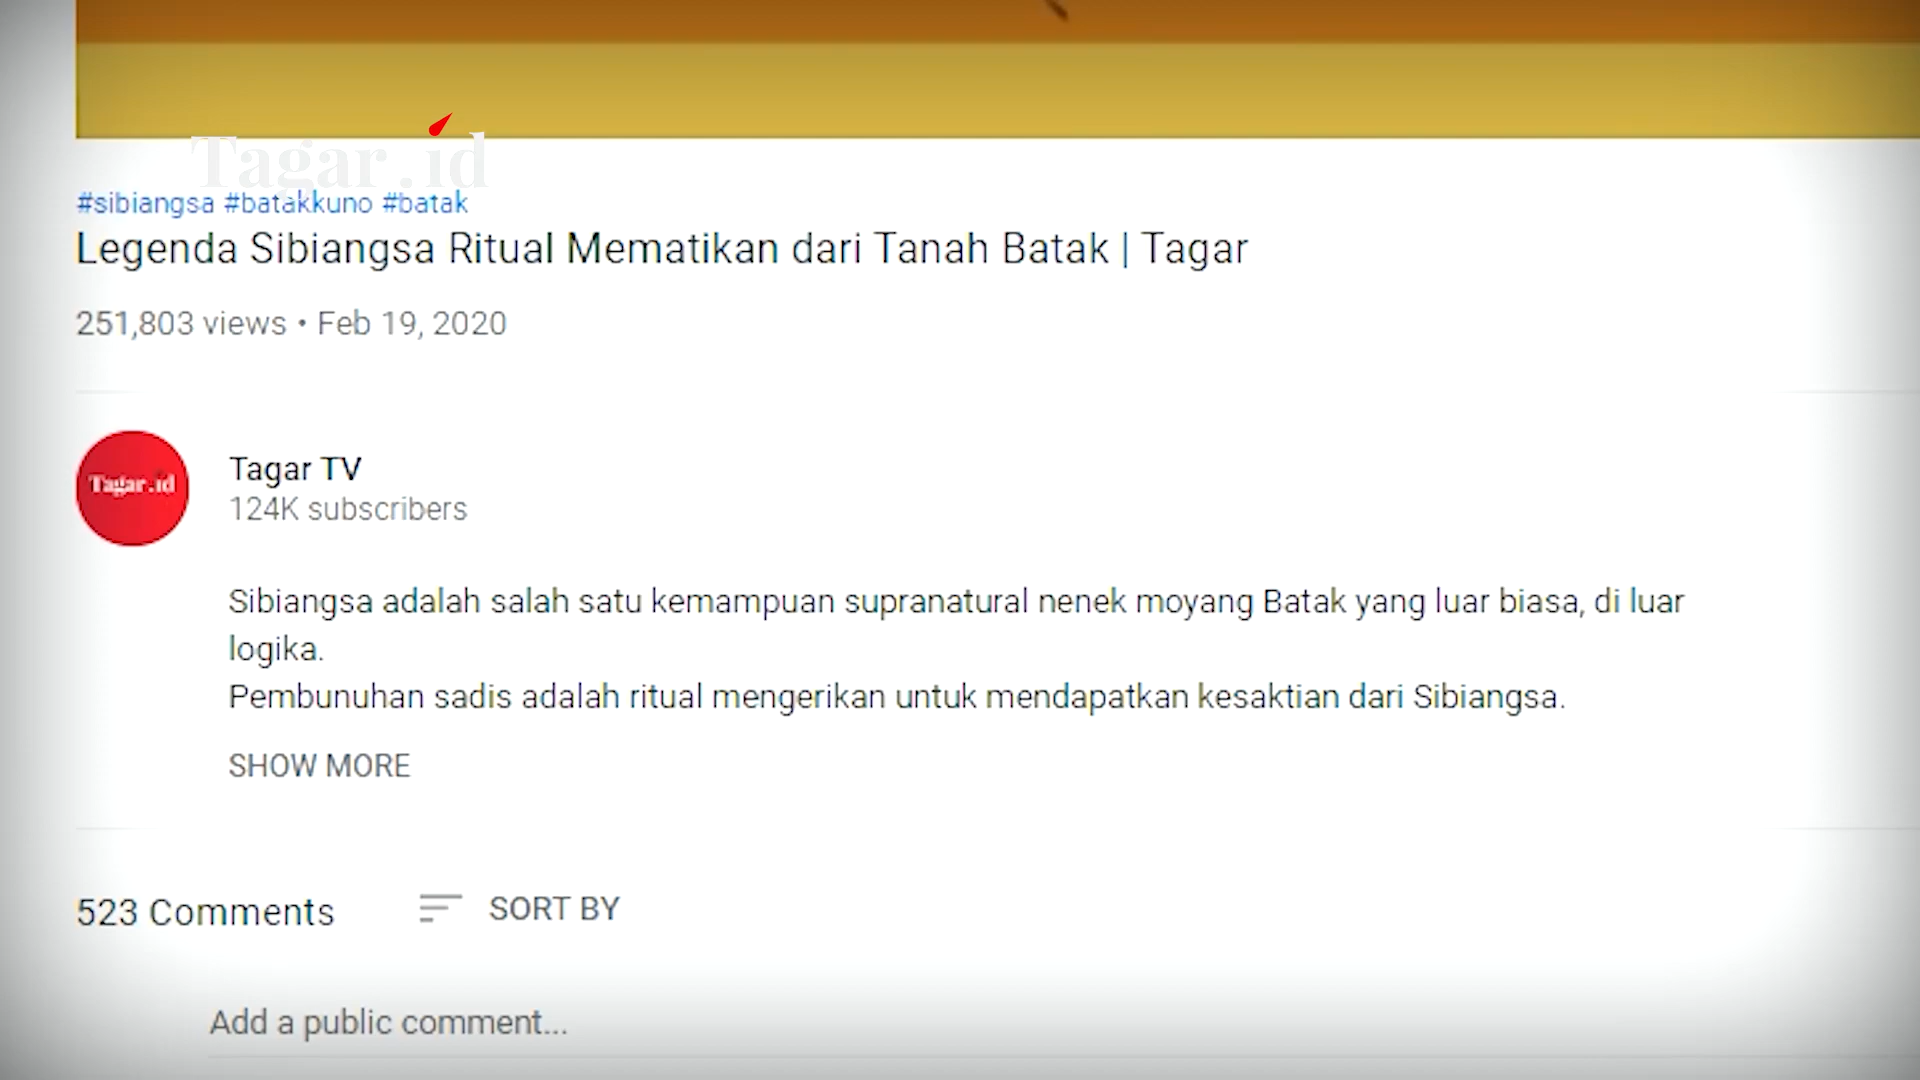 Tagar.id
#sibiangsa #batakkuno #batak
Legenda Sibiangsa Ritual Mematikan dari Tanah Batak | Tagar
251,803 views • Feb 19, 2020
Tagar.id
Tagar TV
124K subscribers
Sibiangsa adalah salah satu kemampuan supranatural nenek moyang Batak yang luar biasa, di luar
logika.
Pembunuhan sadis adalah ritual mengerikan untuk mendapatkan kesaktian dari Sibiangsa.
SHOW MORE
523 Comments SORT BY
Add a public comment...